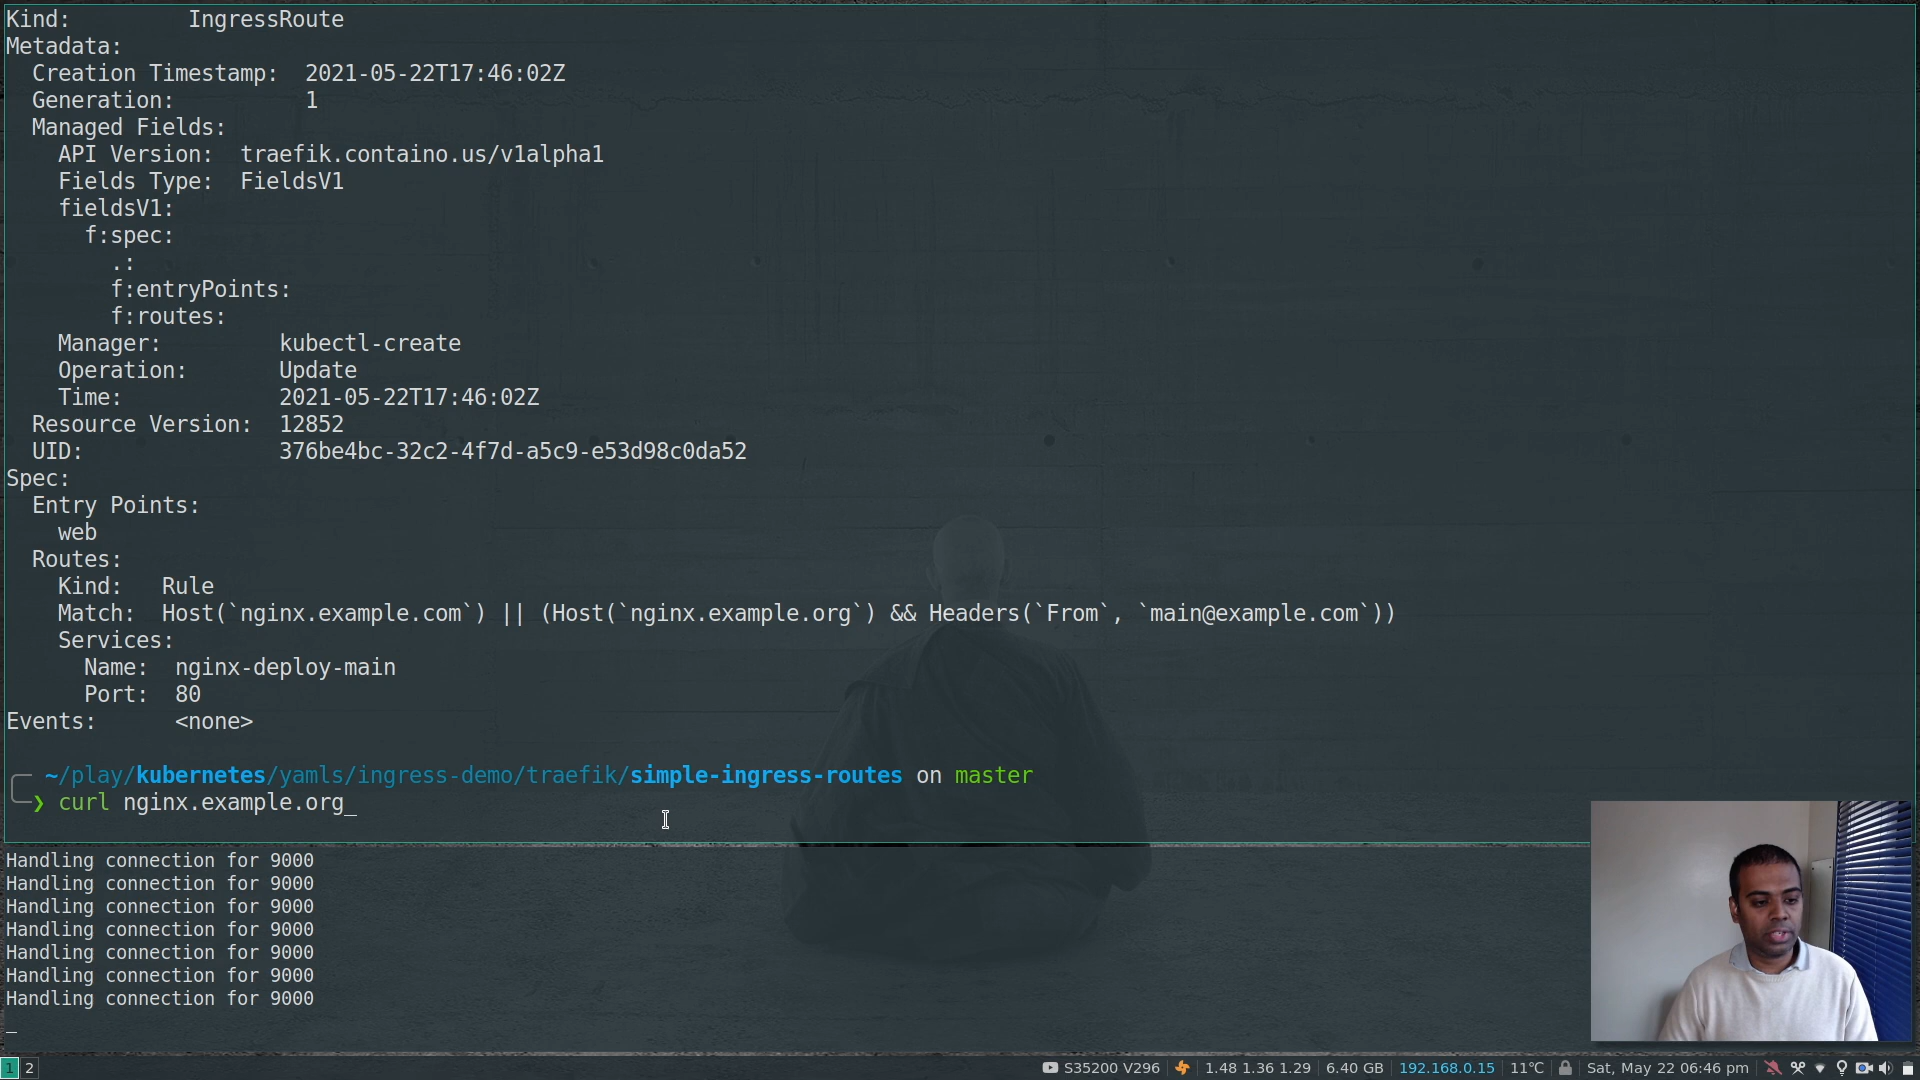 Kind:         IngressRoute
Metadata:
  Creation Timestamp:  2021-05-22T17:46:02Z
  Generation:          1
  Managed Fields:
    API Version:  traefik.containo.us/v1alpha1
    Fields Type:  FieldsV1
    fieldsV1:
      f:spec:
        .:
        f:entryPoints:
        f:routes:
    Manager:         kubectl-create
    Operation:       Update
    Time:            2021-05-22T17:46:02Z
  Resource Version:  12852
  UID:               376be4bc-32c2-4f7d-a5c9-e53d98c0da52
Spec:
  Entry Points:
    web
  Routes:
    Kind:   Rule
    Match:  Host(`nginx.example.com`) || (Host(`nginx.example.org`) && Headers(`From`, `main@example.com`))
    Services:
      Name:  nginx-deploy-main
      Port:  80
Events:      <none>
~/play/kubernetes/yamls/ingress-demo/traefik/simple-ingress-routes on master
❯ curl nginx.example.org_
Handling connection for 9000
Handling connection for 9000
Handling connection for 9000
Handling connection for 9000
Handling connection for 9000
Handling connection for 9000
Handling connection for 9000
_
1 2 S35200 V296 1.48 1.36 1.29 6.40 GB 192.168.0.15 11°C Sat, May 22 06:46 pm